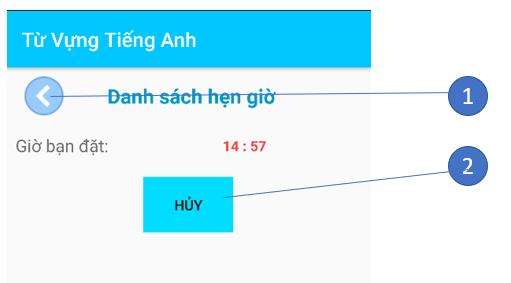 Từ Vựng Tiếng Anh
Danh sách hẹn giờ
1
Giờ bạn đặt: 14 : 57
2
HỦY